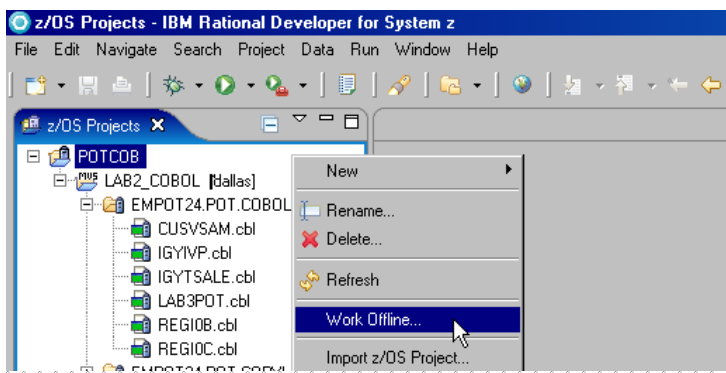 z/OS Projects - IBM Rational Developer for System z
File Edit Navigate Search Project Data Run Window Help
z/OS Projects
POTCOB
LAB2_COBOL [dallas]
EMPOT24.POT.COBOL
CUSVSAM.cbl
IGYIVP.cbl
IGYTSALE.cbl
LAB3POT.cbl
REGI0B.cbl
REGI0C.cbl
New
Rename...
Delete...
Refresh
Work Offline...
Import z/OS Project...